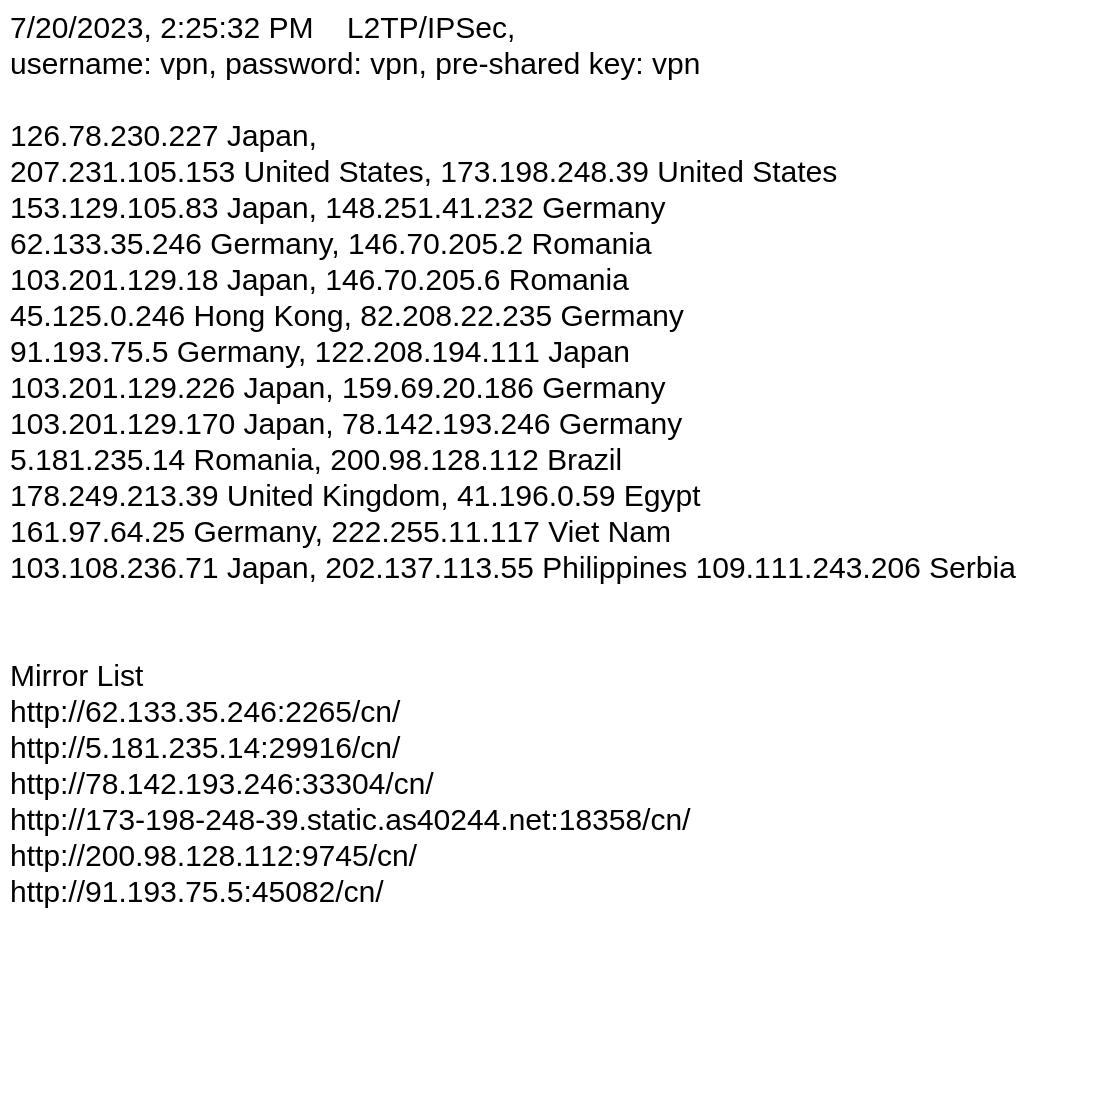 7/20/2023, 2:25:32 PM    L2TP/IPSec,
username: vpn, password: vpn, pre-shared key: vpn
126.78.230.227 Japan,
207.231.105.153 United States, 173.198.248.39 United States
153.129.105.83 Japan, 148.251.41.232 Germany
62.133.35.246 Germany, 146.70.205.2 Romania
103.201.129.18 Japan, 146.70.205.6 Romania
45.125.0.246 Hong Kong, 82.208.22.235 Germany
91.193.75.5 Germany, 122.208.194.111 Japan
103.201.129.226 Japan, 159.69.20.186 Germany
103.201.129.170 Japan, 78.142.193.246 Germany
5.181.235.14 Romania, 200.98.128.112 Brazil
178.249.213.39 United Kingdom, 41.196.0.59 Egypt
161.97.64.25 Germany, 222.255.11.117 Viet Nam
103.108.236.71 Japan, 202.137.113.55 Philippines 109.111.243.206 Serbia
Mirror List
http://62.133.35.246:2265/cn/
http://5.181.235.14:29916/cn/
http://78.142.193.246:33304/cn/
http://173-198-248-39.static.as40244.net:18358/cn/
http://200.98.128.112:9745/cn/
http://91.193.75.5:45082/cn/